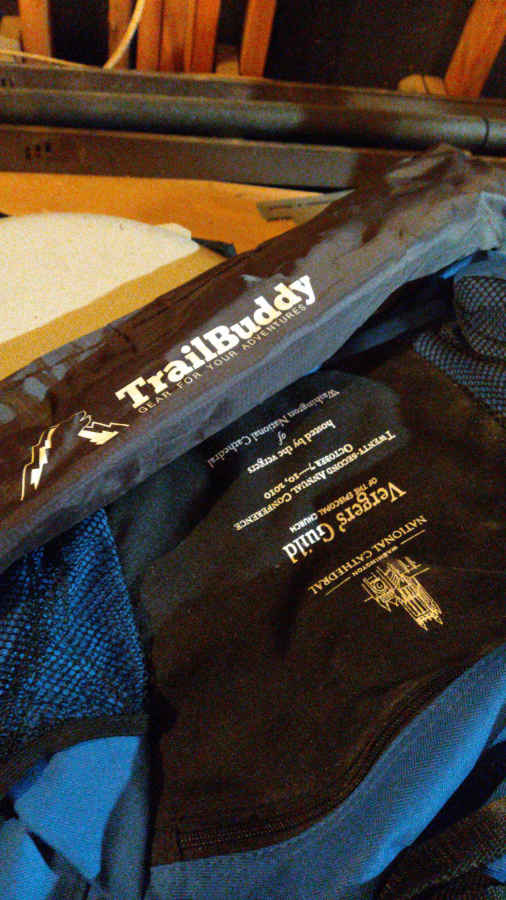 TrailBuddy
GEAR FOR YOUR ADVENTURES
WASHINGTON
NATIONAL CATHEDRAL
Vergers' Guild
OF THE EPISCOPAL CHURCH
Twenty-second Annual Conference
October 7–10, 2010
hosted by the vergers
of
Washington National Cathedral